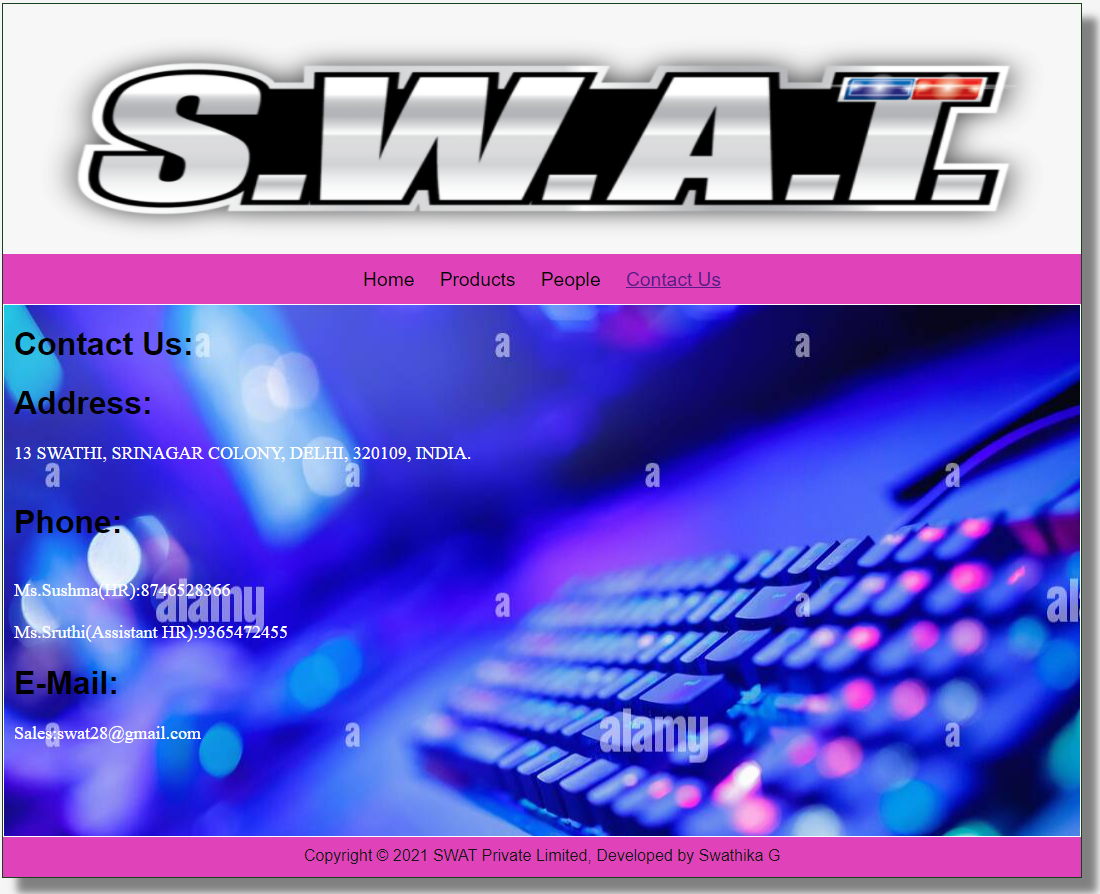 S.W.A.T.
Home Products People Contact Us
Contact Us:
Address:
13 SWATHI, SRINAGAR COLONY, DELHI, 320109, INDIA.
Phone:
Ms.Sushma(HR):8746528366
Ms.Sruthi(Assistant HR):9365472455
E-Mail:
Sales:swat28@gmail.com
alamy
alamy
a
a
a
a
a
a
a
a
a
a
a
a
Copyright © 2021 SWAT Private Limited, Developed by Swathika G